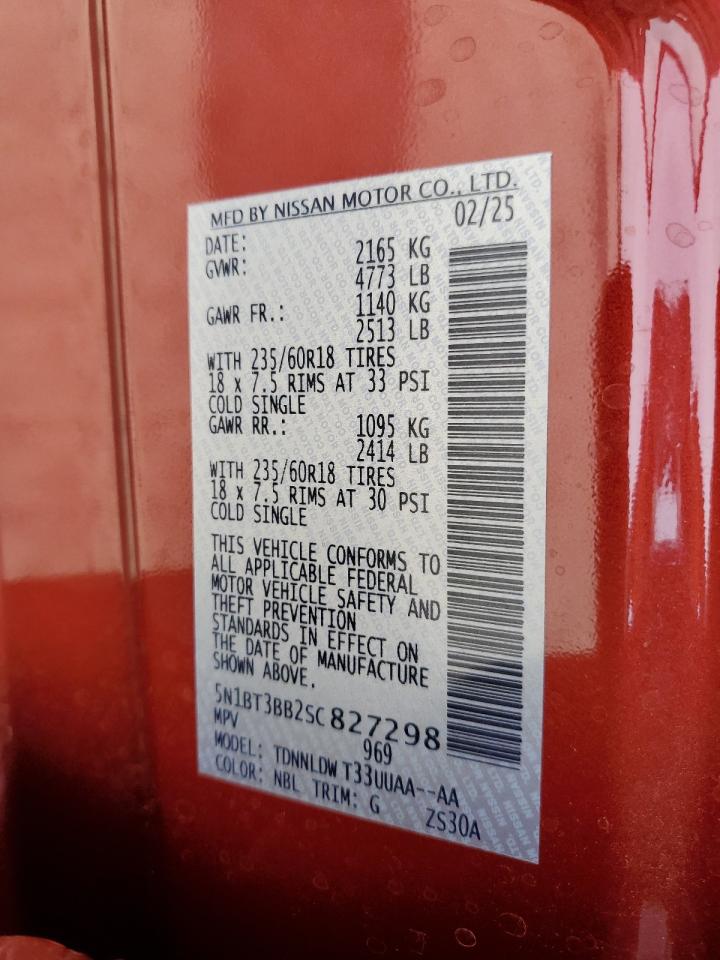 MFD BY NISSAN MOTOR CO., LTD.
DATE: 02/25
GVWR: 2165 KG
4773 LB
GAWR FR.: 1140 KG
2513 LB
WITH 235/60R18 TIRES
18 x 7.5 RIMS AT 33 PSI
COLD SINGLE
GAWR RR.: 1095 KG
2414 LB
WITH 235/60R18 TIRES
18 x 7.5 RIMS AT 30 PSI
COLD SINGLE
THIS VEHICLE CONFORMS TO
ALL APPLICABLE FEDERAL
MOTOR VEHICLE SAFETY AND
THEFT PREVENTION
STANDARDS IN EFFECT ON
THE DATE OF MANUFACTURE
SHOWN ABOVE.
5N1BT3BB2SC827298
MPV 969
MODEL: TDNNLDW T33UUAA--AA
COLOR: NBL TRIM: G ZS30A